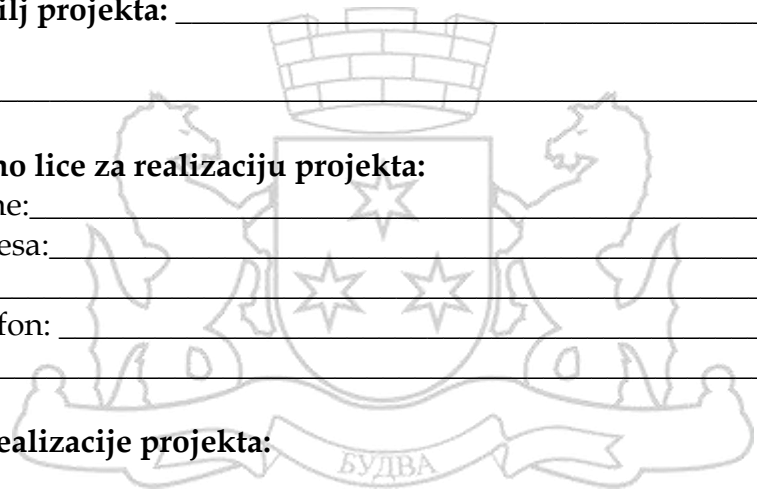 ilj projekta:
no lice za realizaciju projekta:
ne:
esa:
fon:
ealizacije projekta:
БУДВА